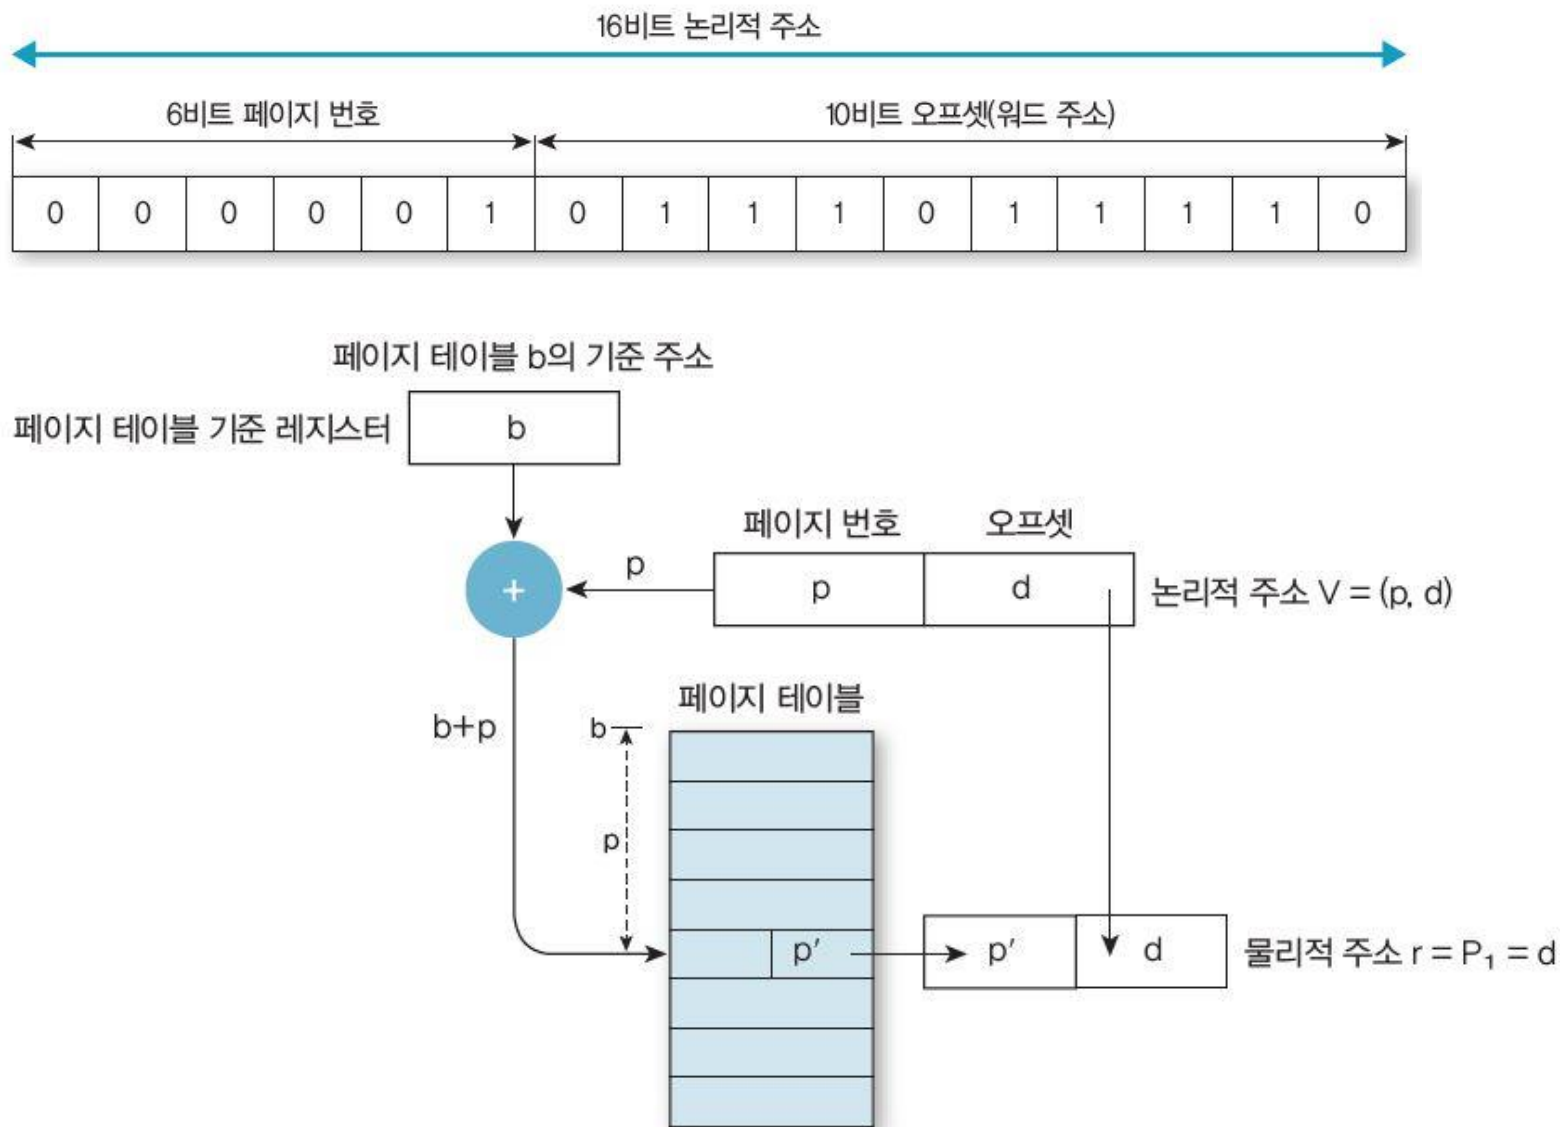 16비트 논리적 주소
6비트 페이지 번호 10비트 오프셋(워드 주소)
0 0 0 0 0 1 0 1 1 1 0 1 1 1 1 0
페이지 테이블 b의 기준 주소
페이지 테이블 기준 레지스터 b
페이지 번호 오프셋
+ p p d 논리적 주소 V = (p, d)
페이지 테이블
b+p b
p
p′ p′ d 물리적 주소 r = P₁ = d